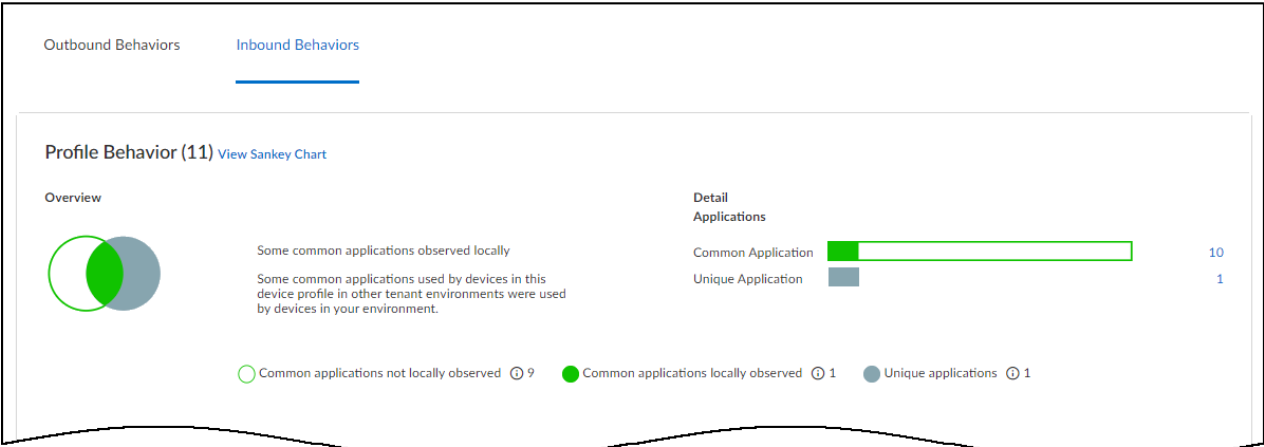 Outbound Behaviors
Inbound Behaviors
Profile Behavior (11) View Sankey Chart
Overview
Some common applications observed locally
Some common applications used by devices in this
device profile in other tenant environments were used
by devices in your environment.
Detail
Applications
Common Application 10
Unique Application 1
Common applications not locally observed 9
Common applications locally observed 1
Unique applications 1